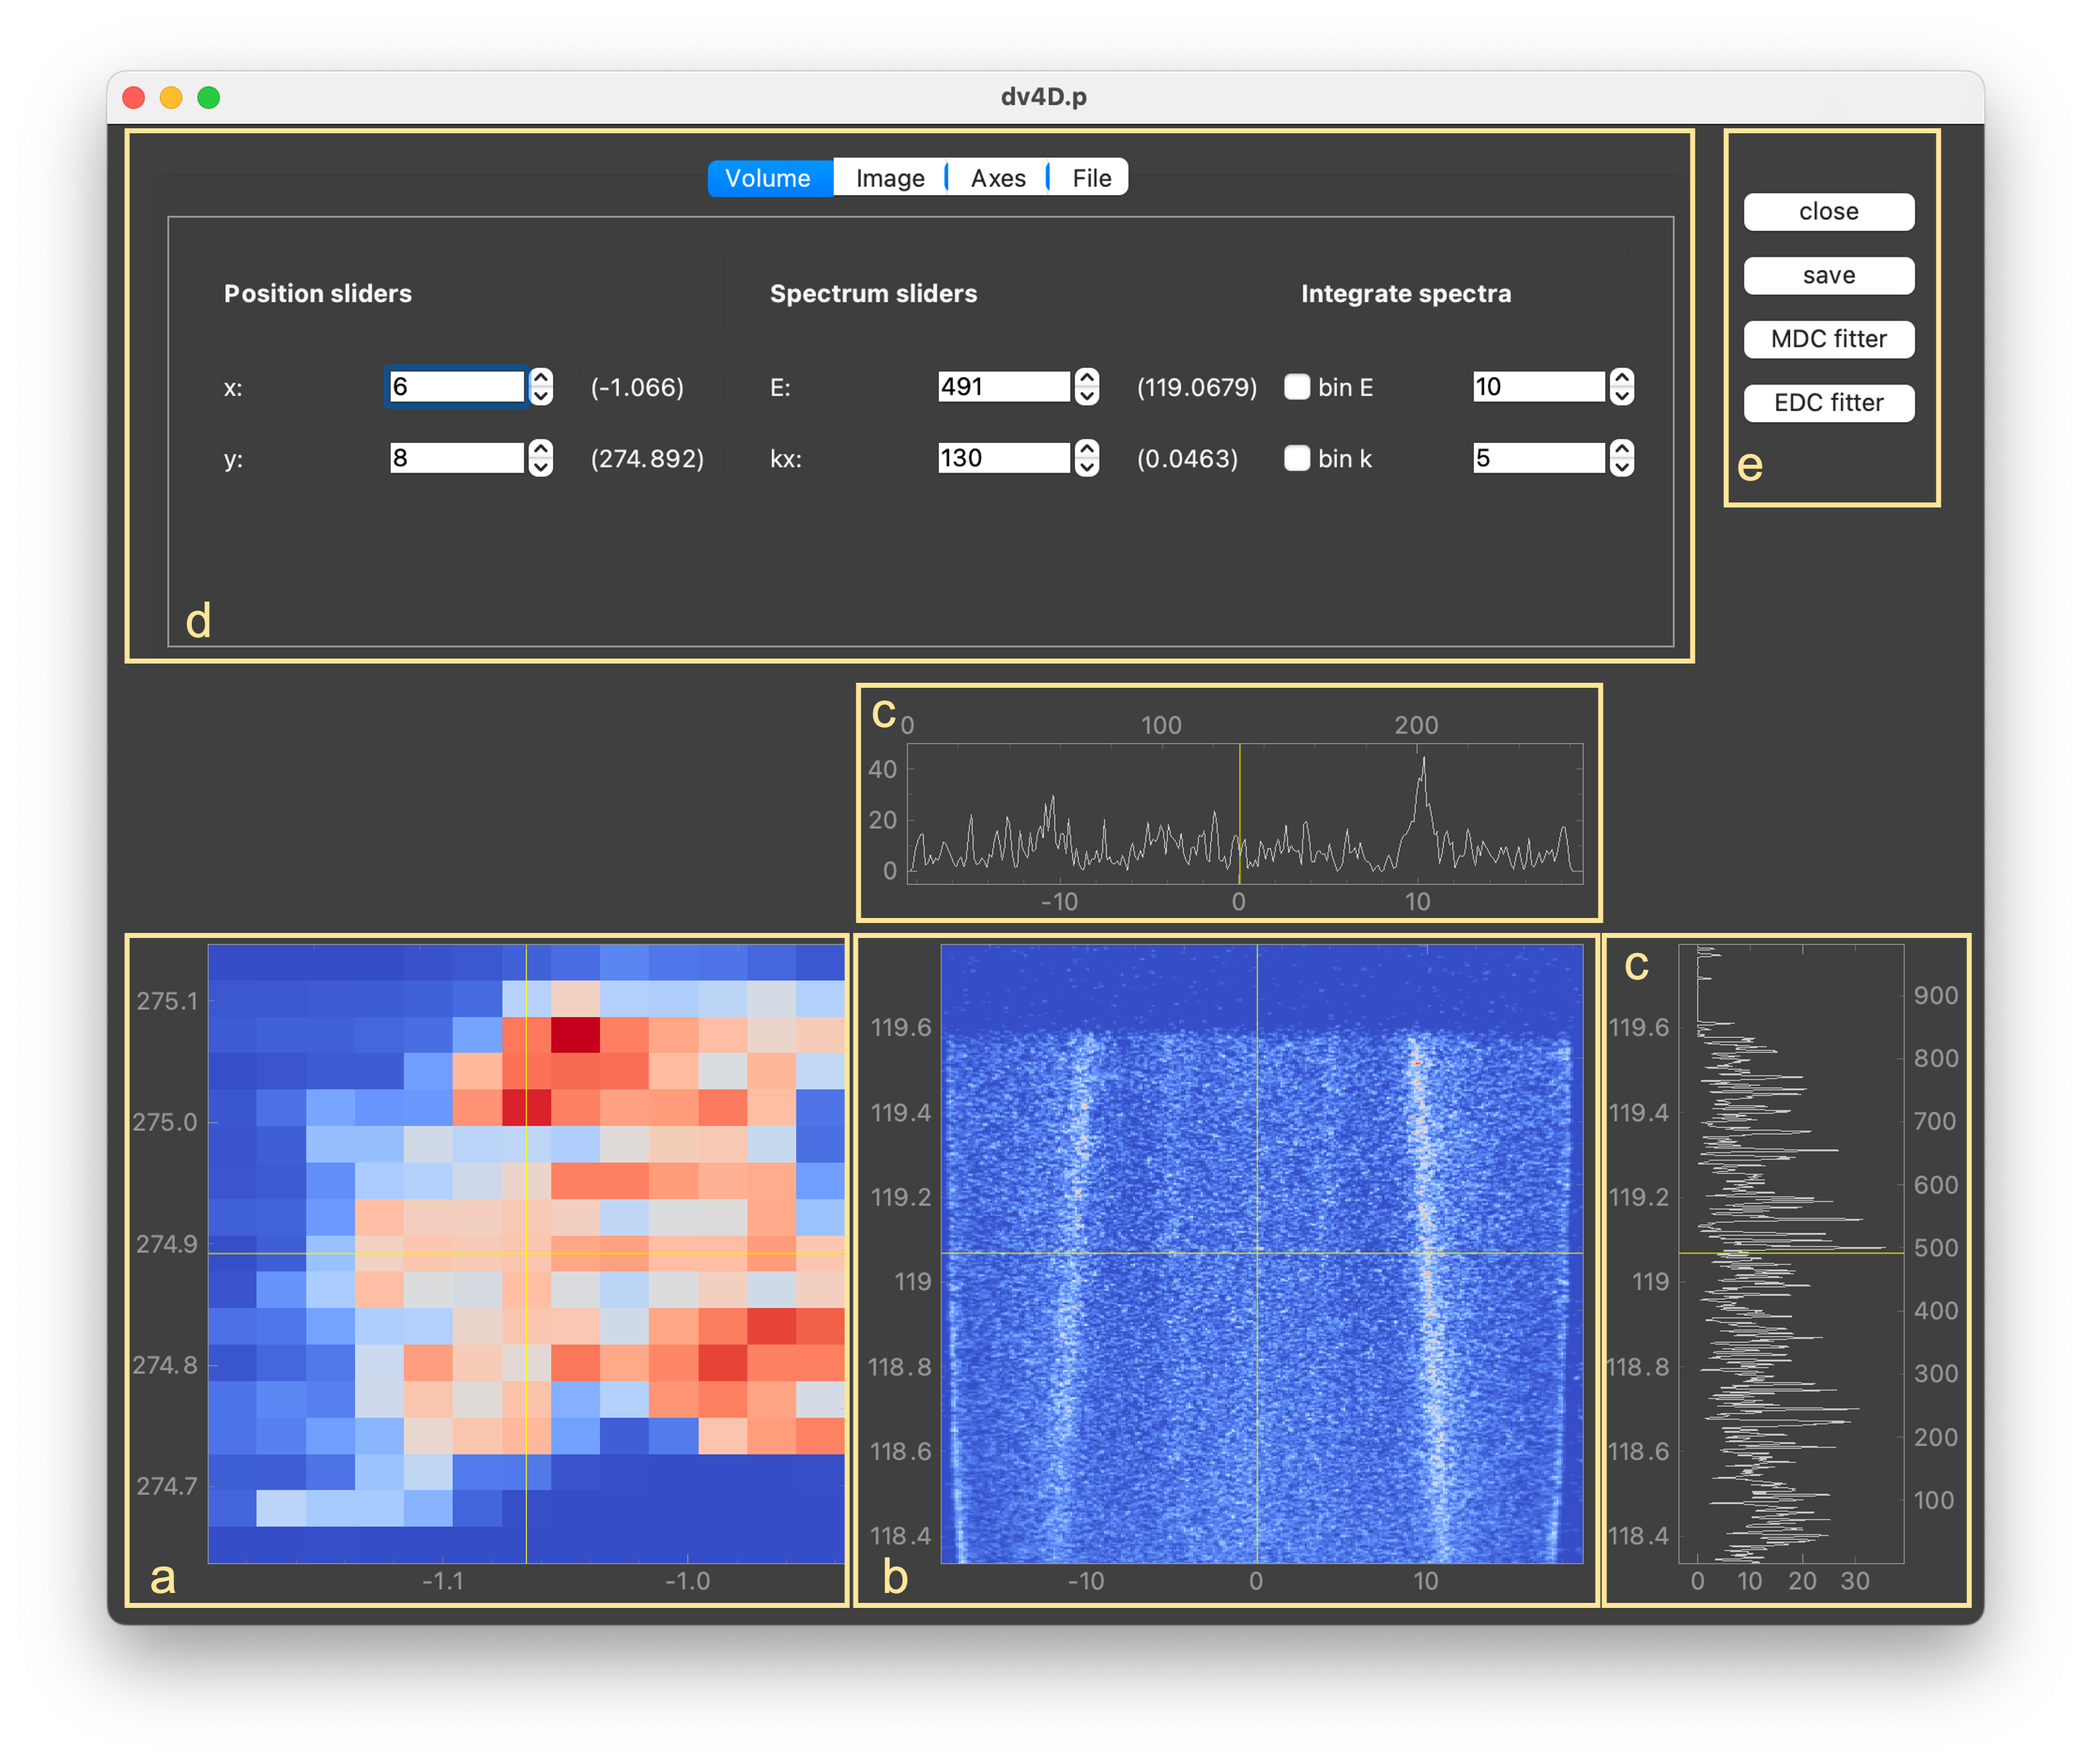 dv4D.p
Volume Image Axes File
Position sliders Spectrum sliders Integrate spectra
x: 6 (-1.066) E: 491 (119.0679) bin E 10
y: 8 (274.892) kx: 130 (0.0463) bin k 5
d
close
save
MDC fitter
EDC fitter
e
c
0 100 200
40
20
0
-10 0 10
275.1
275.0
274.9
274.8
274.7
-1.1 -1.0
a
119.6
119.4
119.2
119
118.8
118.6
118.4
-10 0 10
b
c
119.6
119.4
119.2
119
118.8
118.6
118.4
900
800
700
600
500
400
300
200
100
0 10 20 30